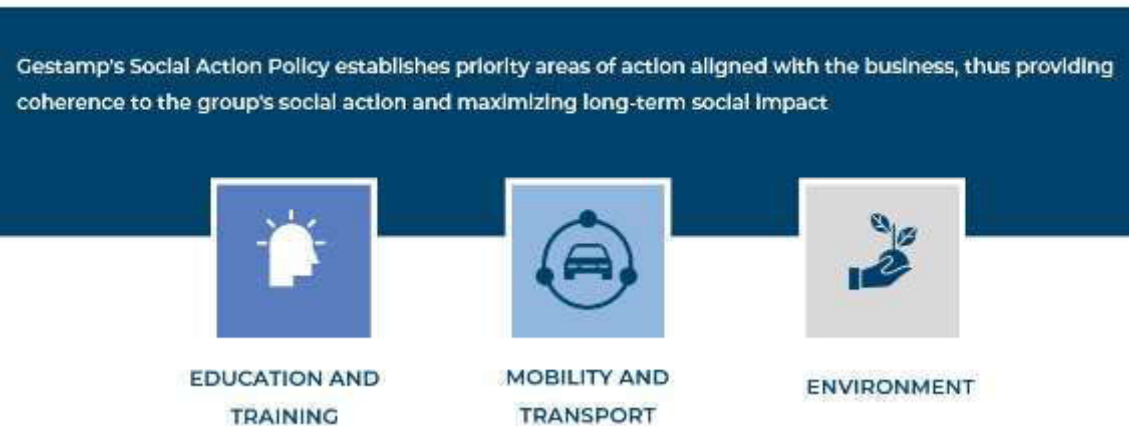 Gestamp's Social Action Policy establishes priority areas of action aligned with the business, thus providing
coherence to the group's social action and maximizing long-term social impact
EDUCATION AND
TRAINING
MOBILITY AND
TRANSPORT
ENVIRONMENT